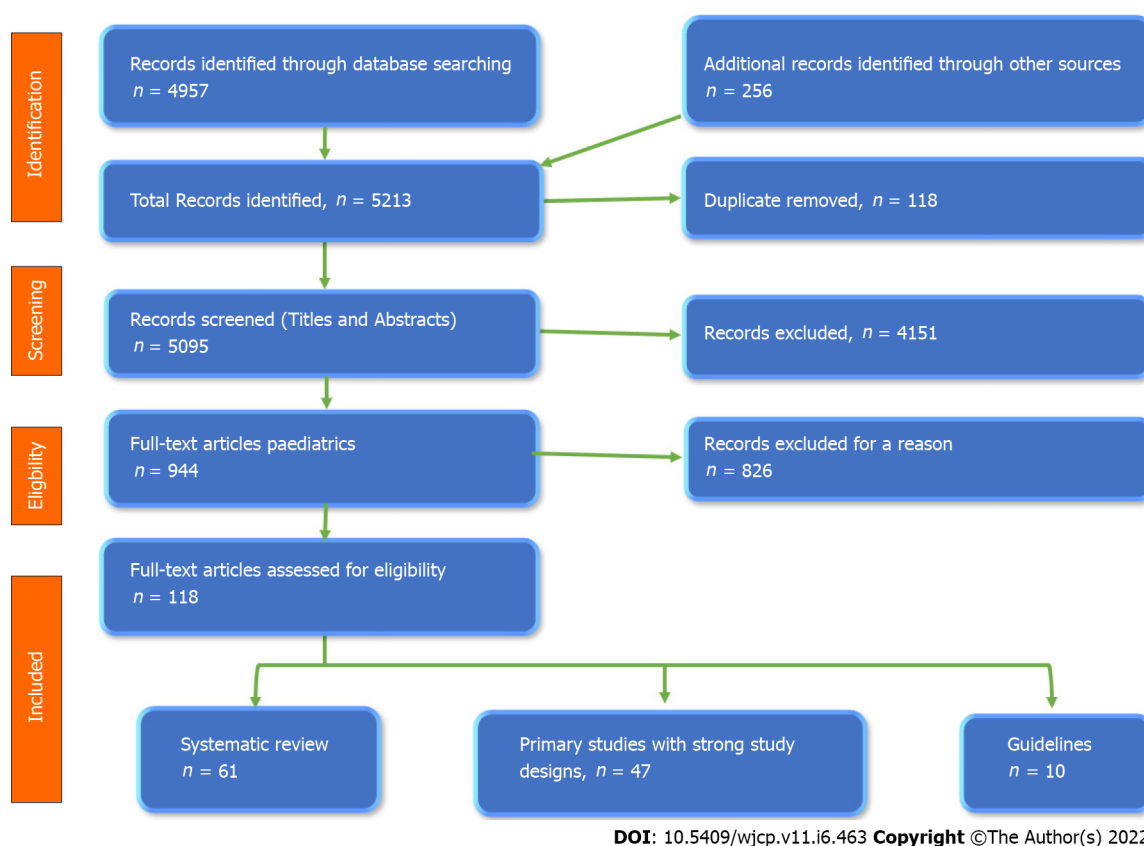 Identification
Records identified through database searching
n = 4957
Additional records identified through other sources
n = 256
Total Records identified, n = 5213
Duplicate removed, n = 118
Screening
Records screened (Titles and Abstracts)
n = 5095
Records excluded, n = 4151
Eligbility
Full-text articles paediatrics
n = 944
Records excluded for a reason
n = 826
Included
Full-text articles assessed for eligibility
n = 118
Systematic review
n = 61
Primary studies with strong study
designs, n = 47
Guidelines
n = 10
DOI: 10.5409/wjcp.v11.i6.463 Copyright ©The Author(s) 2022